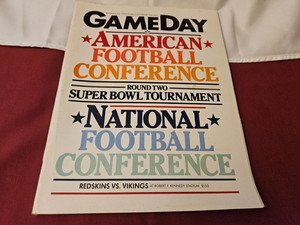 GAMEDAY
AMERICAN
FOOTBALL
CONFERENCE
ROUND TWO
SUPER BOWL TOURNAMENT
NATIONAL
FOOTBALL
CONFERENCE
REDSKINS VS. VIKINGS AT ROBERT F. KENNEDY STADIUM